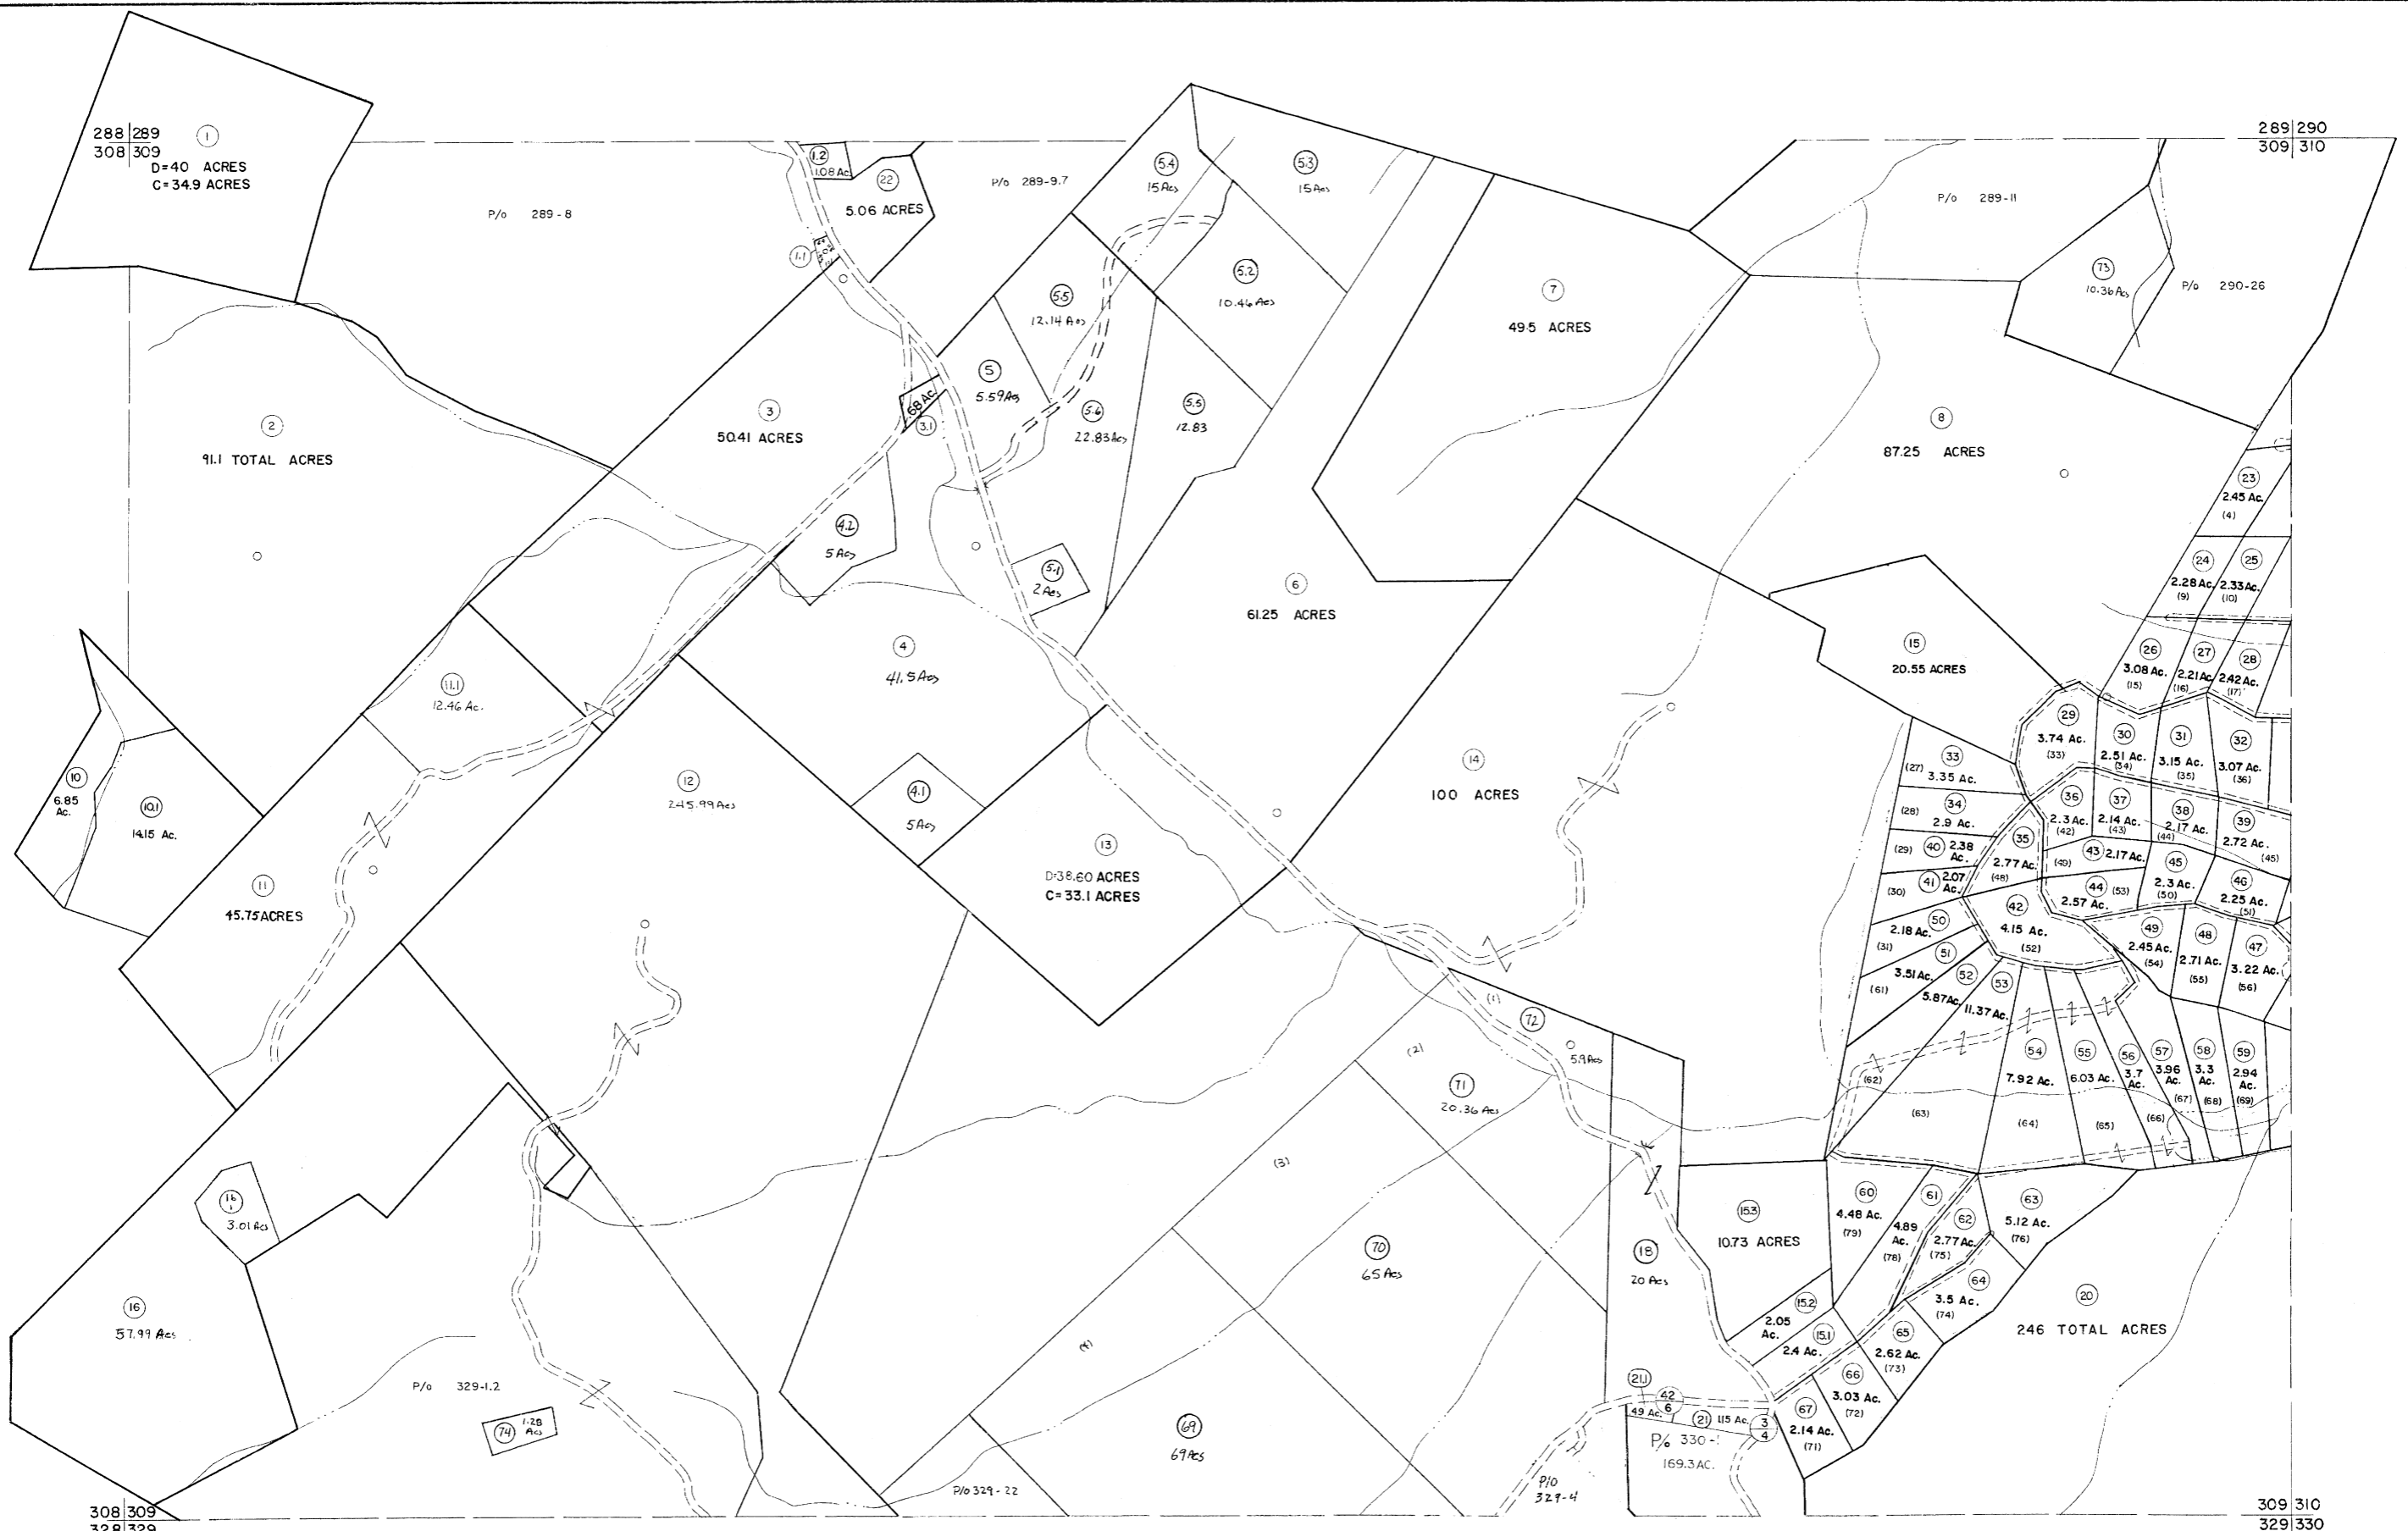 288|289
308|309
1
D=40 ACRES
C=34.9 ACRES
P/o 289-8
1.2
1.08 Ac.
22
5.06 ACRES
1.1
P/o 289-9.7
5.4
15 Acs
5.3
15 Acs
5.2
10.46 Acs
5.5
12.14 Acs
5
5.59 Acs
5.6
22.83 Acs
5.5
12.83
7
49.5 ACRES
P/o 289-11
289|290
309|310
73
10.36 Acs
P/o 290-26
2
91.1 TOTAL ACRES
3
50.41 ACRES
.68 Ac.
3.1
4.2
5 Acs
5.1
2 Acs
8
87.25 ACRES
23
2.45 Ac.
(4)
24
2.28 Ac.
(9)
25
2.33 Ac.
(10)
6
61.25 ACRES
15
20.55 ACRES
26
3.08 Ac.
(15)
27
2.21 Ac.
(16)
28
2.42 Ac.
(17)
4
41.5 Acs
11.1
12.46 Ac.
10
6.85
Ac.
10.1
14.15 Ac.
12
245.99 Acs
4.1
5 Acs
13
D=38.60 ACRES
C=33.1 ACRES
14
100 ACRES
11
45.75 ACRES
29
3.74 Ac.
(33)
30
2.51 Ac.
(34)
31
3.15 Ac.
(35)
32
3.07 Ac.
(36)
33
(27)
3.35 Ac.
34
(28)
2.9 Ac.
35
2.77 Ac.
(48)
36
2.3 Ac.
(42)
37
2.14 Ac.
(43)
38
2.17 Ac.
(44)
39
2.72 Ac.
(45)
(29) 40 2.38
Ac.
(30) 41 2.07
Ac.
(49) 43 2.17 Ac.
44 (53)
2.57 Ac.
45
2.3 Ac.
(50)
46
2.25 Ac.
(51)
42
4.15 Ac.
(52)
50
2.18 Ac.
(31)
51
3.51 Ac.
(61)
52
5.87 Ac.
53
11.37 Ac.
49
2.45 Ac.
(54)
48
2.71 Ac.
(55)
47
3.22 Ac.
(56)
(62)
(63)
54
7.92 Ac.
(64)
55
6.03 Ac.
(65)
56
3.7
Ac.
(66)
57
3.96
Ac.
(67)
58
3.3
Ac.
(68)
59
2.94
Ac.
(69)
(1)
72
5.9 Acs
(2)
71
20.36 Acs
(3)
70
65 Acs
18
20 Acs
15.3
10.73 ACRES
60
4.48 Ac.
(79)
61
4.89
Ac.
(78)
62
2.77 Ac.
(75)
63
5.12 Ac.
(76)
64
3.5 Ac.
(74)
15.2
2.05
Ac.
15.1
2.4 Ac.
65
2.62 Ac.
(73)
66
3.03 Ac.
(72)
67
2.14 Ac.
(71)
20
246 TOTAL ACRES
16
1
3.01 Acs
16
57.99 Acs
P/o 329-1.2
74
1.28
Acs
(4)
69
69 Acs
P/o 329-22
21.1
.49 Ac.
42
6
21
1.15 Ac.
3
4
P/o 330-1
169.3 AC.
P/o
329-4
308|309
328|329
309|310
329|330